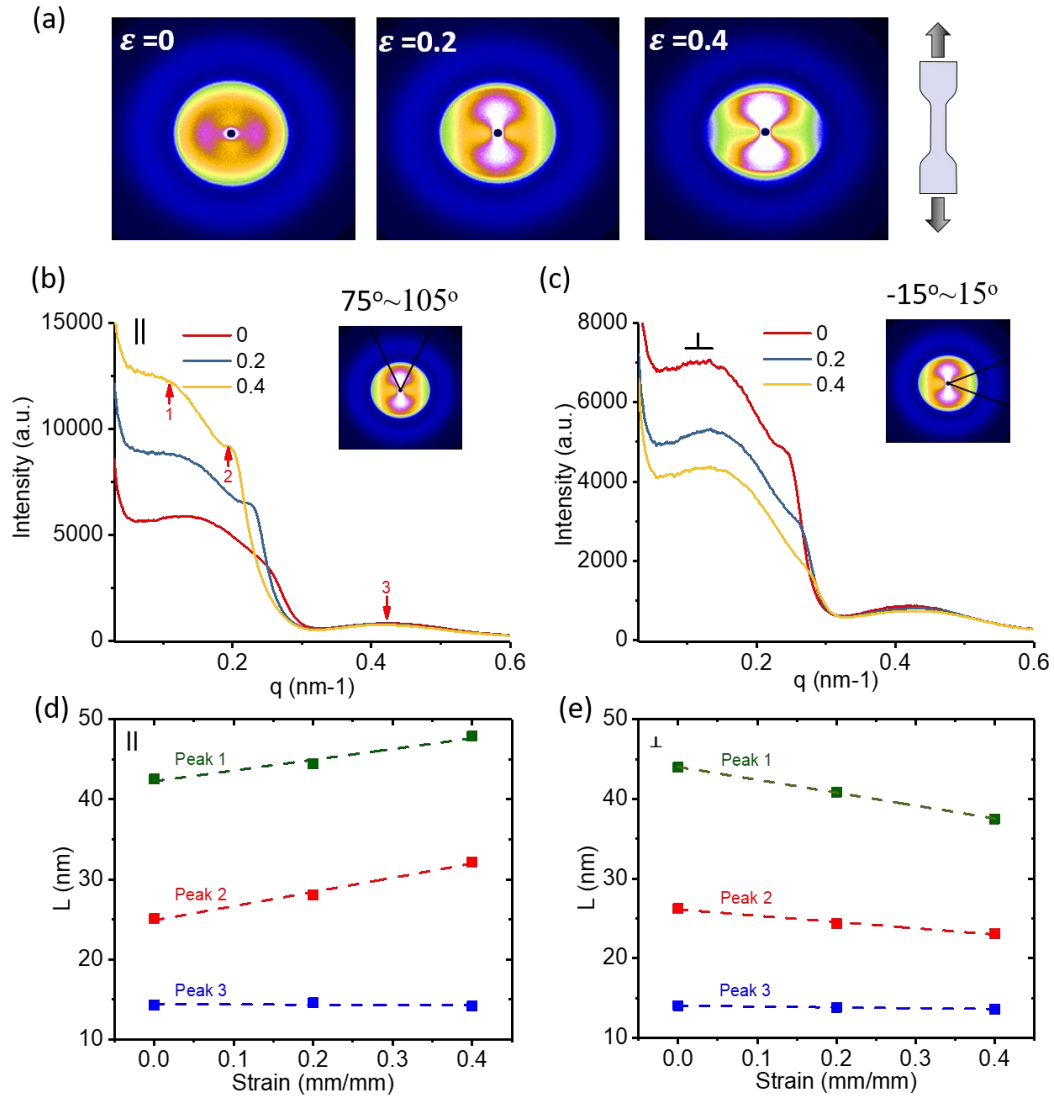 (a)
ε =0
ε =0.2
ε =0.4
(b)
75°~105°
15000
10000
5000
0
Intensity (a.u.)
||
0
0.2
0.4
1
2
3
0.2
0.4
0.6
q (nm-1)
(c)
-15°~15°
8000
6000
4000
2000
0
Intensity (a.u.)
⊥
0
0.2
0.4
0.2
0.4
0.6
q (nm-1)
(d)
50
40
30
20
10
L (nm)
||
Peak 1
Peak 2
Peak 3
0.0 0.1 0.2 0.3 0.4
Strain (mm/mm)
(e)
50
40
30
20
10
L (nm)
⊥
Peak 1
Peak 2
Peak 3
0.0 0.1 0.2 0.3 0.4
Strain (mm/mm)